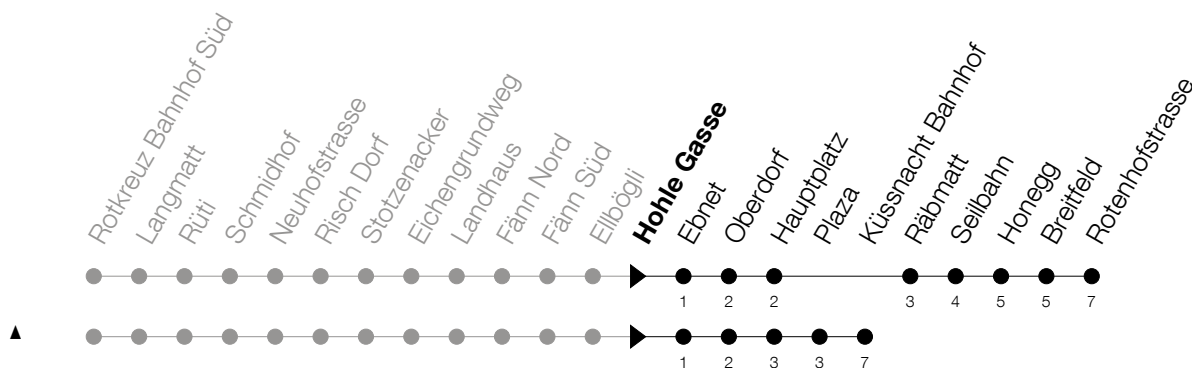 Rotkreuz Bahnhof Süd
Langmatt
Rüti
Schmidhof
Neuhofstrasse
Risch Dorf
Stotzenacker
Eichengrundweg
Landhaus
Fänn Nord
Fänn Süd
Ellbögli
Hohle Gasse
Ebnet
Oberdorf
Hauptplatz
Plaza
Küssnacht Bahnhof
Räbmatt
Seilbahn
Honegg
Breitfeld
Rotenhofstrasse
1 2 2 3 4 5 5 7
▲
1 2 3 3 7